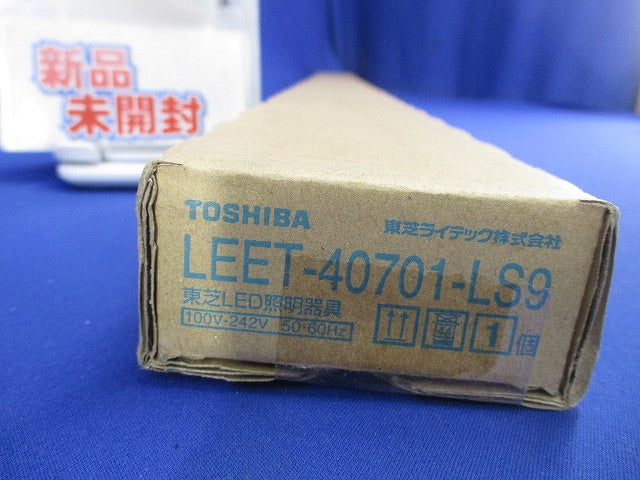 新品
未開封
TOSHIBA 東芝ライテック株式会社
LEET-40701-LS9
東芝LED照明器具
100V-242V 50·60Hz
1個